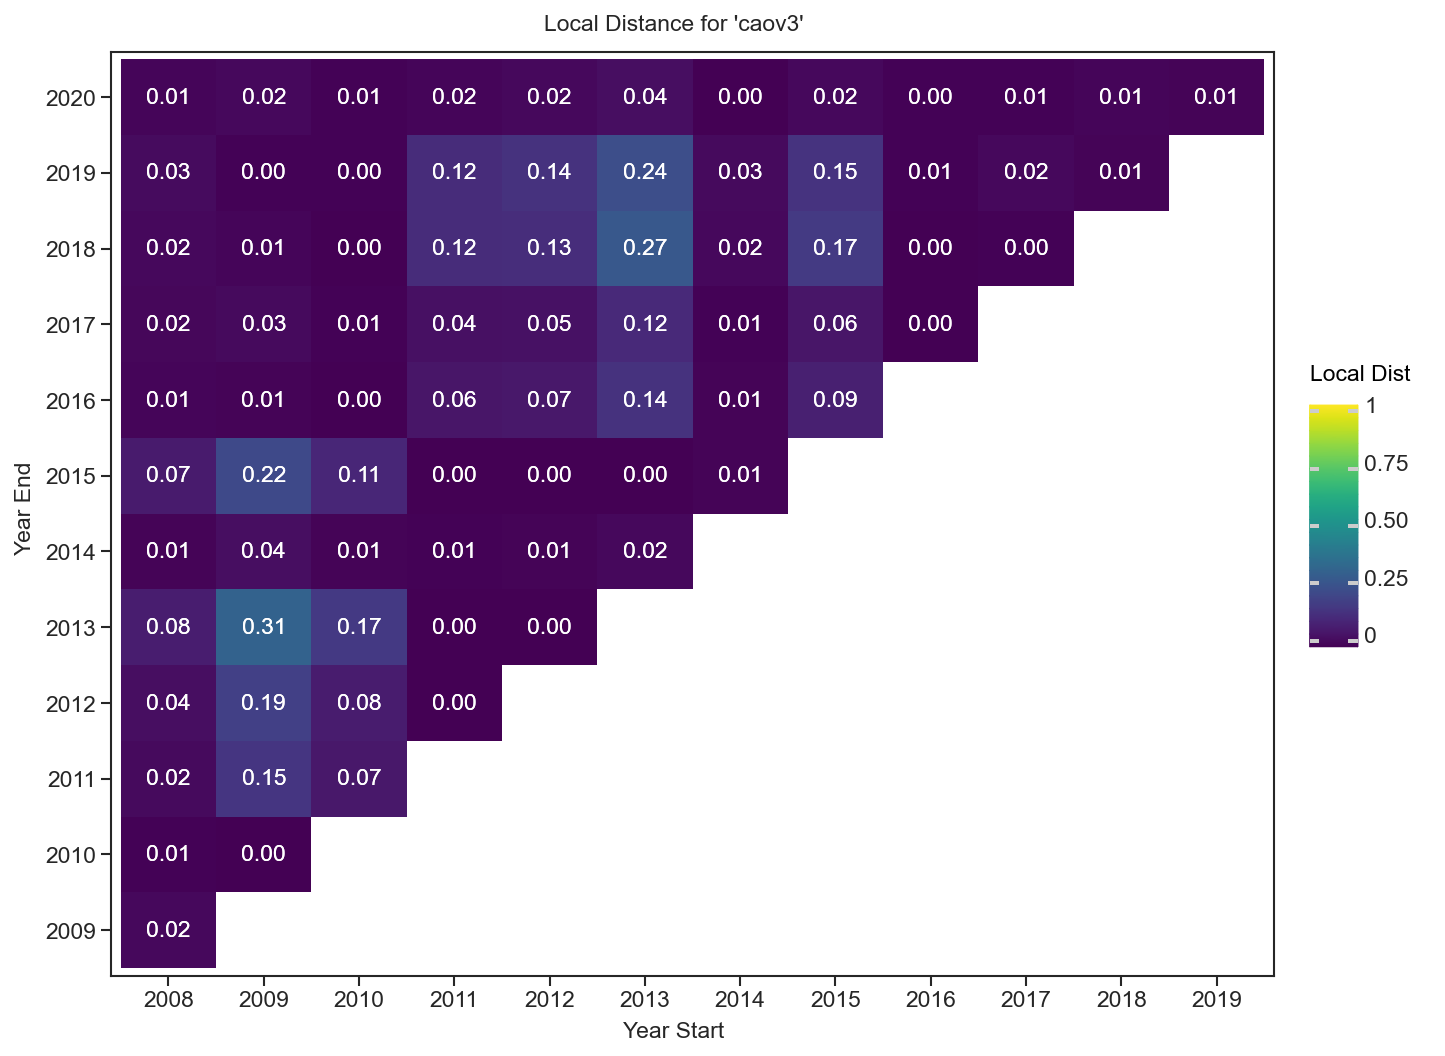 Local Distance for 'caov3'
2020 0.01 0.02 0.01 0.02 0.02 0.04 0.00 0.02 0.00 0.01 0.01 0.01
2019 0.03 0.00 0.00 0.12 0.14 0.24 0.03 0.15 0.01 0.02 0.01
2018 0.02 0.01 0.00 0.12 0.13 0.27 0.02 0.17 0.00 0.00
2017 0.02 0.03 0.01 0.04 0.05 0.12 0.01 0.06 0.00
2016 0.01 0.01 0.00 0.06 0.07 0.14 0.01 0.09
2015 0.07 0.22 0.11 0.00 0.00 0.00 0.01
2014 0.01 0.04 0.01 0.01 0.01 0.02
2013 0.08 0.31 0.17 0.00 0.00
2012 0.04 0.19 0.08 0.00
2011 0.02 0.15 0.07
2010 0.01 0.00
2009 0.02
2008 2009 2010 2011 2012 2013 2014 2015 2016 2017 2018 2019
Year Start
Year End
Local Dist
1
0.75
0.50
0.25
0